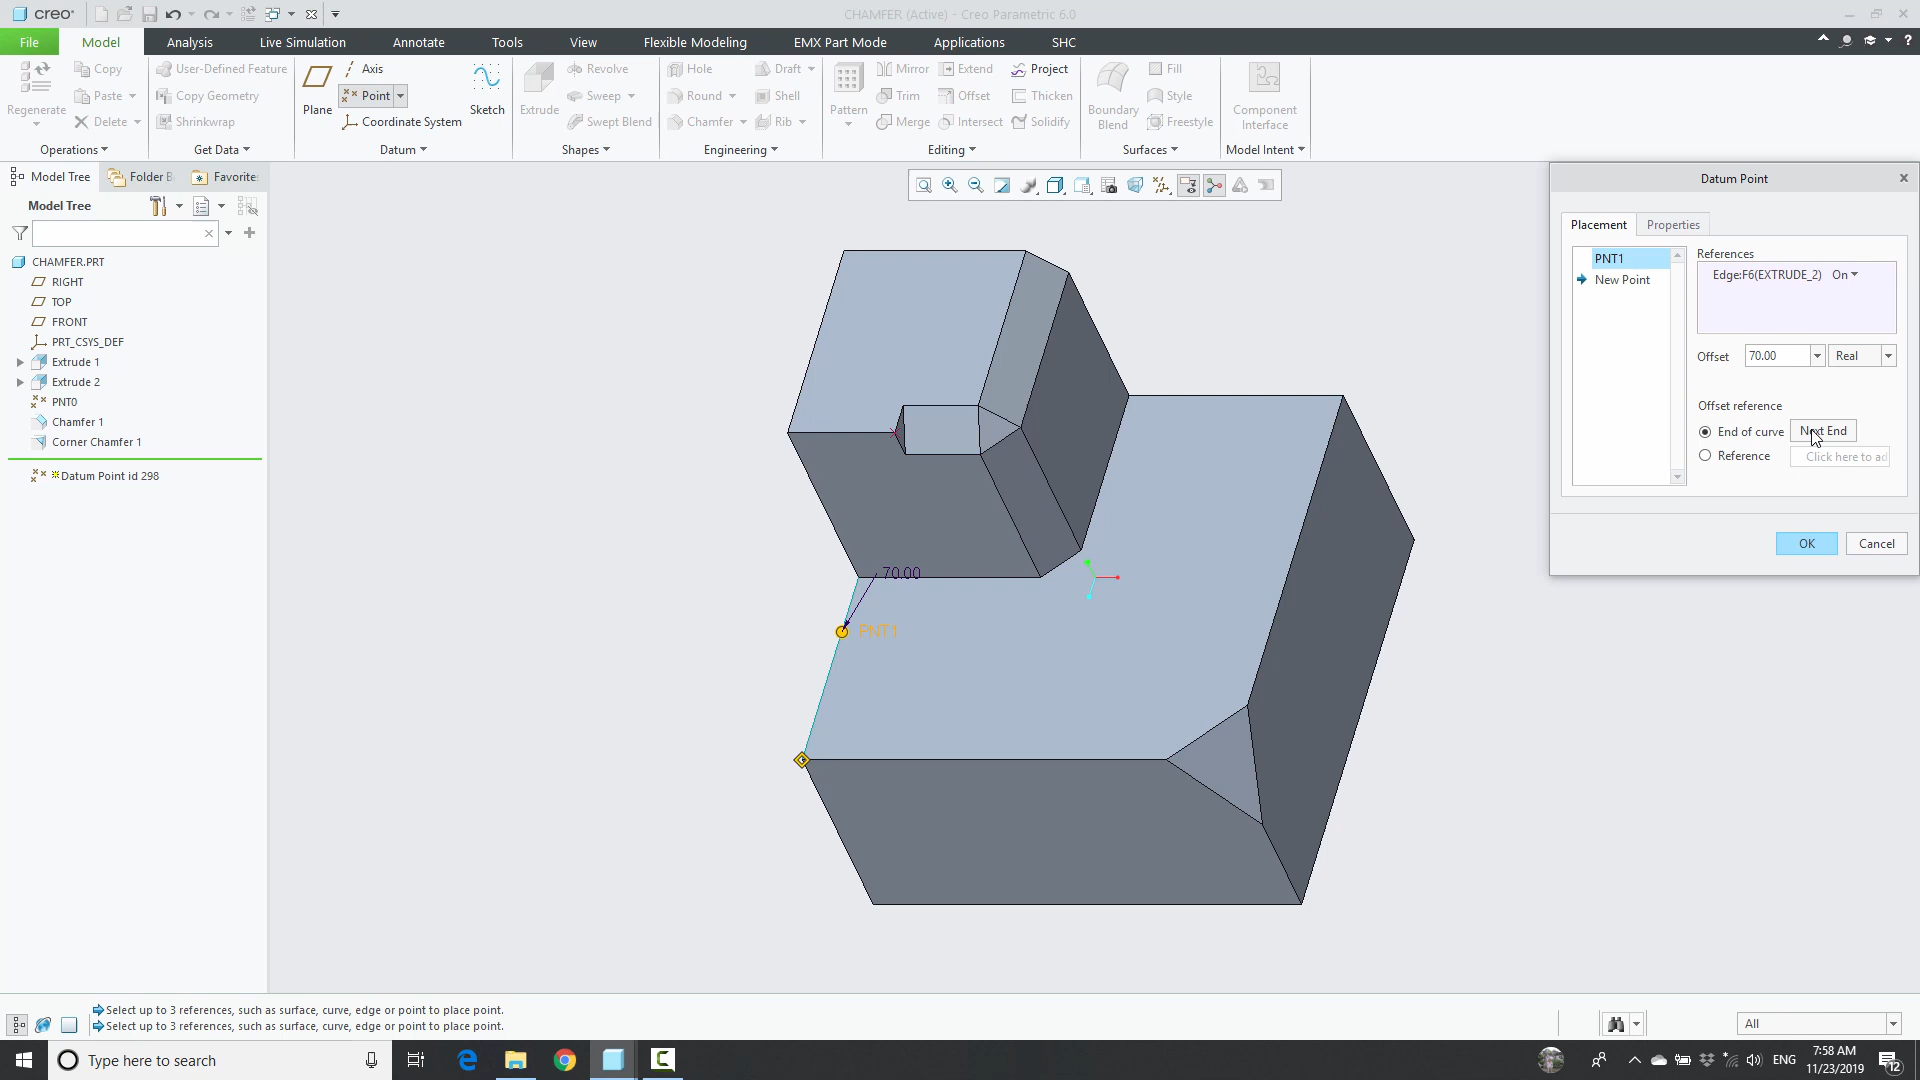 creo
CHAMFER (Active) - Creo Parametric 6.0
File
Model
Analysis
Live Simulation
Annotate
Tools
View
Flexible Modeling
EMX Part Mode
Applications
SHC
Regenerate
Copy
Paste
Delete
Operations
User-Defined Feature
Copy Geometry
Shrinkwrap
Get Data
Plane
Axis
Point
Coordinate System
Sketch
Datum
Extrude
Revolve
Sweep
Swept Blend
Shapes
Hole
Round
Chamfer
Draft
Shell
Rib
Engineering
Pattern
Mirror
Trim
Merge
Extend
Offset
Intersect
Project
Thicken
Solidify
Editing
Boundary
Blend
Fill
Style
Freestyle
Surfaces
Component
Interface
Model Intent
Model Tree
Folder B
Favorite
Model Tree
CHAMFER.PRT
RIGHT
TOP
FRONT
PRT_CSYS_DEF
Extrude 1
Extrude 2
PNT0
Chamfer 1
Corner Chamfer 1
Datum Point id 298
70.00
PNT1
Datum Point
Placement
Properties
PNT1
New Point
References
Edge:F6(EXTRUDE_2) On
Offset 70.00 Real
Offset reference
End of curve Next End
Reference Click here to ad
OK
Cancel
Select up to 3 references, such as surface, curve, edge or point to place point.
Select up to 3 references, such as surface, curve, edge or point to place point.
All
Type here to search
ENG
7:58 AM
11/23/2019
12